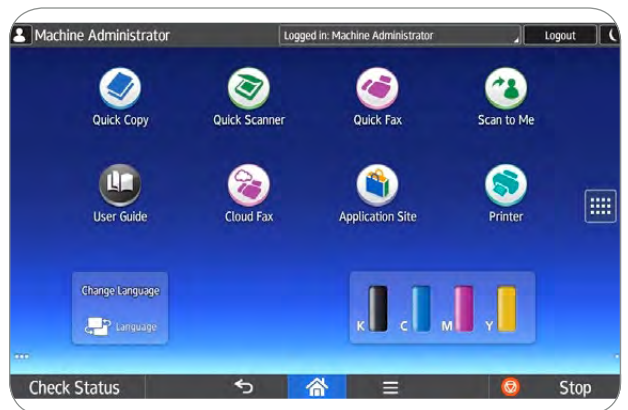 Machine Administrator
Logged in: Machine Administrator
Logout
Quick Copy
Quick Scanner
Quick Fax
Scan to Me
User Guide
Cloud Fax
Application Site
Printer
Change Language
Language
K C M Y
Check Status
Stop